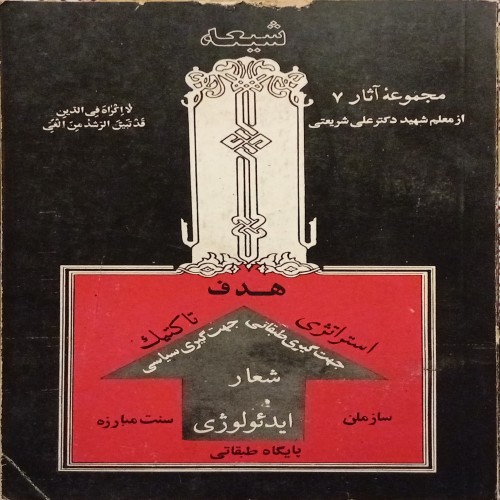 شیعه
مجموعهٔ آثار ۷
از معلم شهید دکتر علی شریعتی
لا اکراه فی الدین
قد تبین الرشد من الغی
هدف
استراتژی
تاکتیک
جهت گیری طبقاتی
جهت گیری سیاسی
شعار
و
ایدئولوژی
سازمان
سنت مبارزه
پایگاه طبقاتی